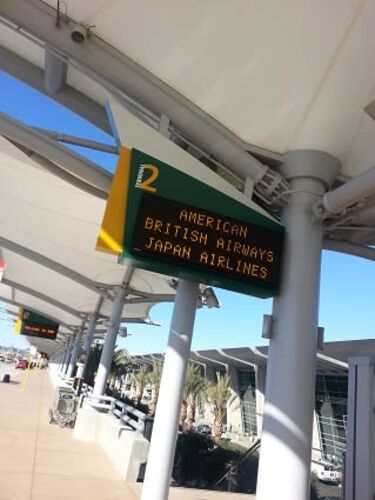 TERMINAL
2
AMERICAN
BRITISH AIRWAYS
JAPAN AIRLINES